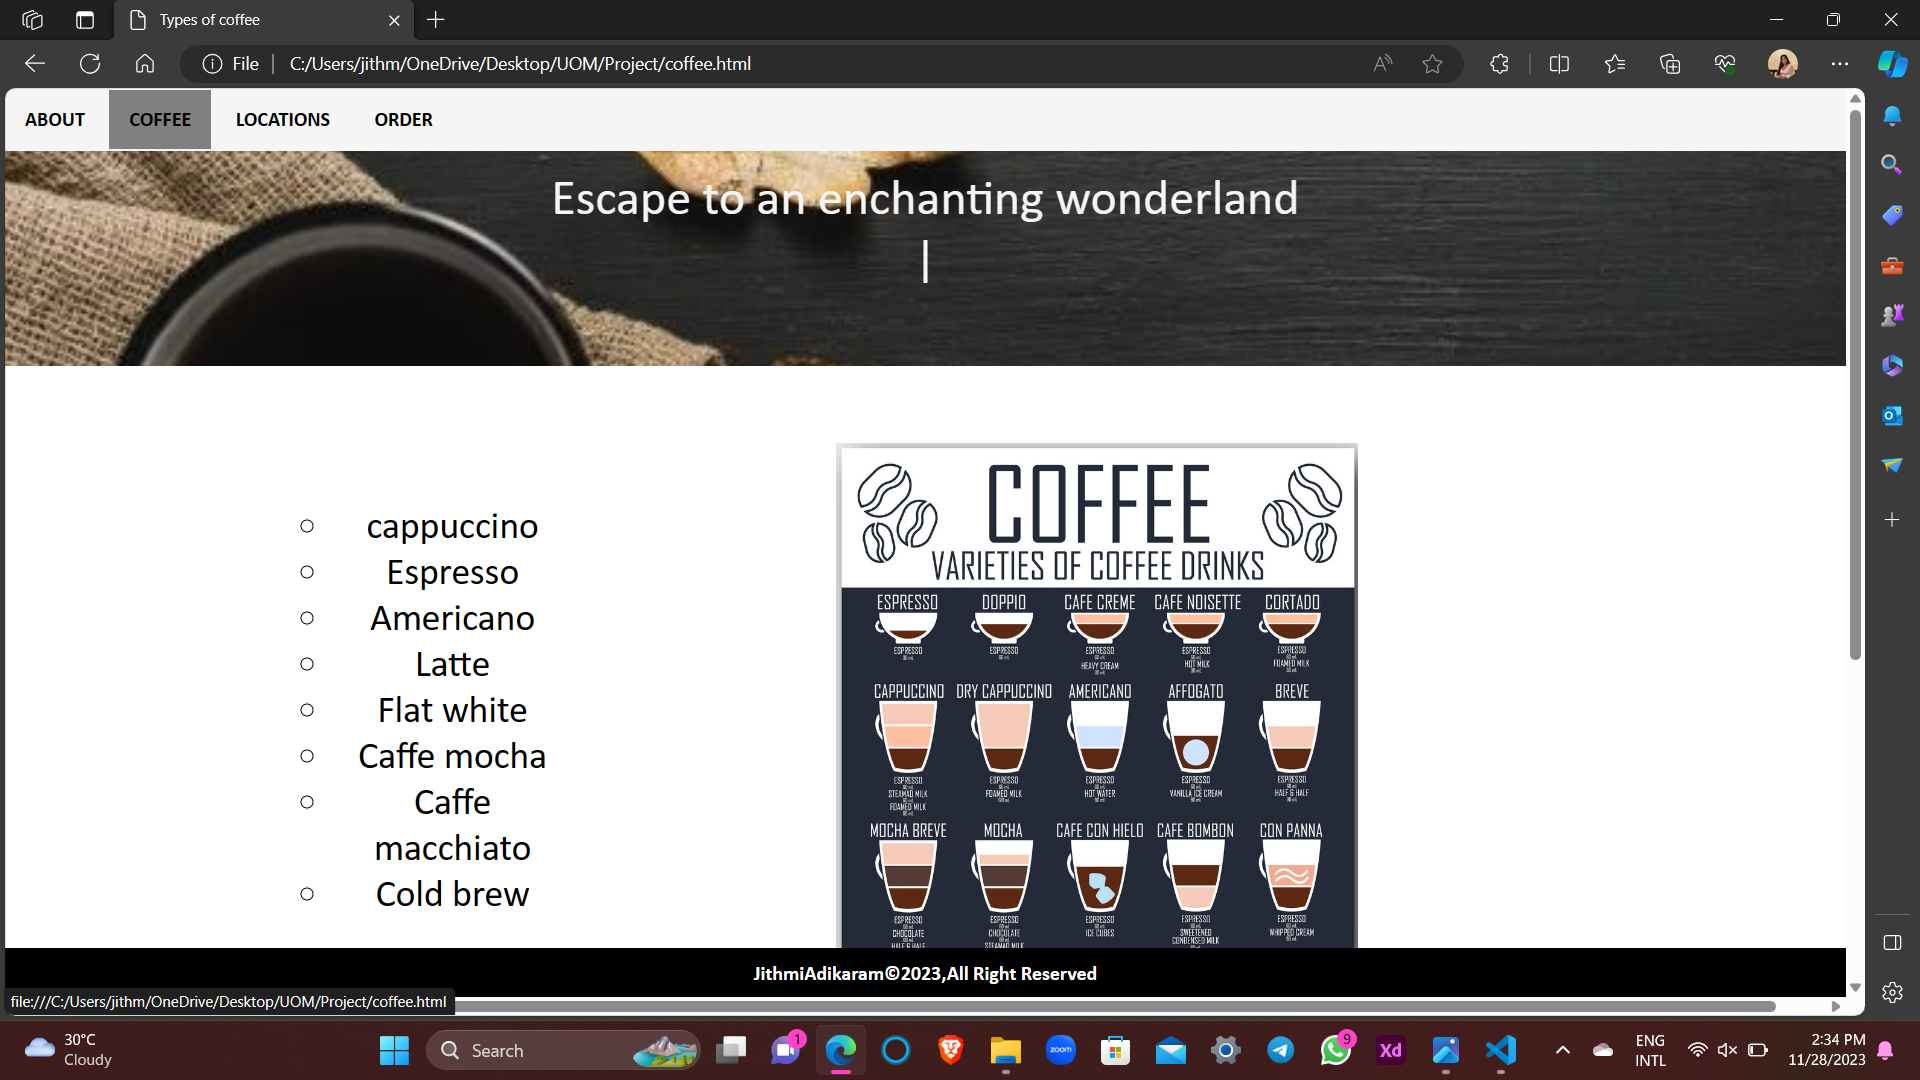 Types of coffee
File
C:/Users/jithm/OneDrive/Desktop/UOM/Project/coffee.html
ABOUT COFFEE LOCATIONS ORDER
Escape to an enchanting wonderland
cappuccino
Espresso
Americano
Latte
Flat white
Caffe mocha
Caffe
macchiato
Cold brew
COFFEE
VARIETIES OF COFFEE DRINKS
ESPRESSO DOPPIO CAFE CREME CAFE NOISETTE CORTADO
ESPRESSO ESPRESSO ESPRESSO ESPRESSO ESPRESSO
HEAVY CREAM HOT MILK FOAMED MILK
CAPPUCCINO DRY CAPPUCCINO AMERICANO AFFOGATO BREVE
ESPRESSO ESPRESSO ESPRESSO ESPRESSO ESPRESSO
STEAMAD MILK FOAMED MILK HOT WATER VANILLA ICE CREAM HALF & HALF
FOAMED MILK
MOCHA BREVE MOCHA CAFE CON HIELO CAFE BOMBON CON PANNA
ESPRESSO ESPRESSO ESPRESSO ESPRESSO ESPRESSO
CHOCOLATE CHOCOLATE ICE CUBES SWEETENED WHIPPED CREAM
CONDENSED MILK
HALF & HALF STEAMAD MILK
JithmiAdikaram©2023,All Right Reserved
file:///C:/Users/jithm/OneDrive/Desktop/UOM/Project/coffee.html
30°C
Cloudy
Search
1
zoom
9
Xd
ENG
INTL
2:34 PM
11/28/2023